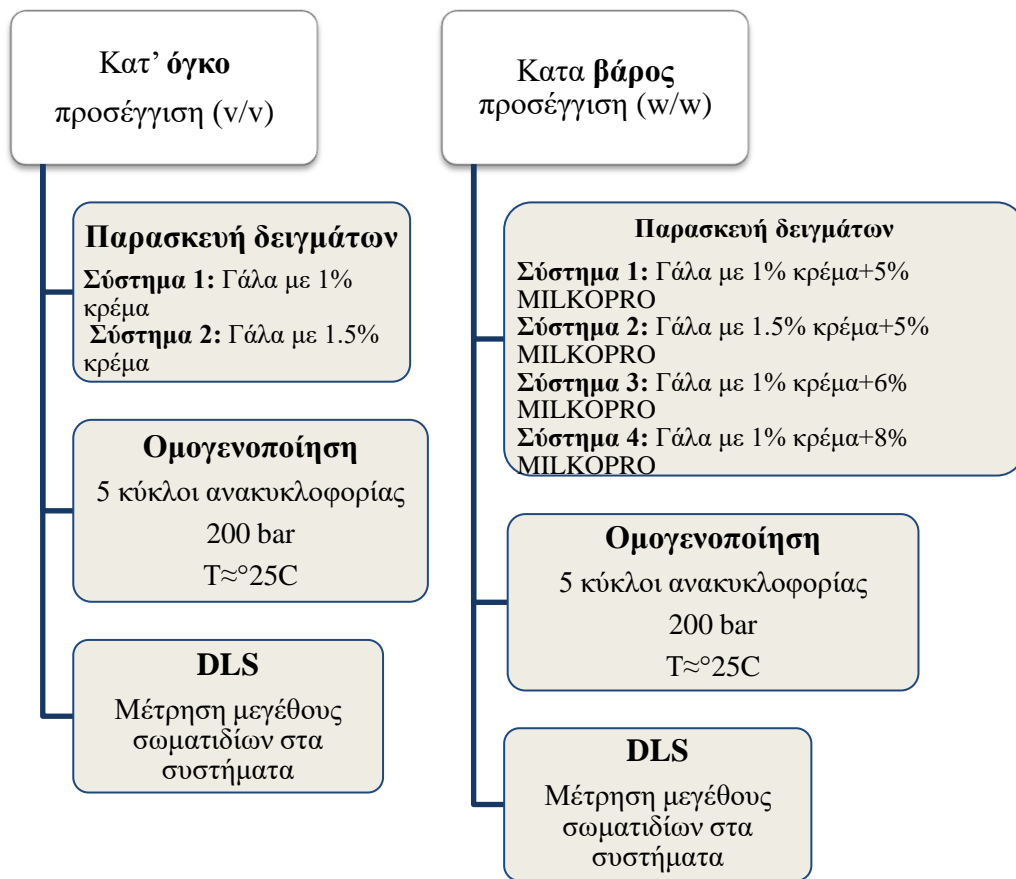 Κατ’ όγκο
προσέγγιση (v/v)
Παρασκευή δειγμάτων
Σύστημα 1: Γάλα με 1%
κρέμα
Σύστημα 2: Γάλα με 1.5%
κρέμα
Ομογενοποίηση
5 κύκλοι ανακυκλοφορίας
200 bar
T≈°25C
DLS
Μέτρηση μεγέθους
σωματιδίων στα
συστήματα
Κατα βάρος
προσέγγιση (w/w)
Παρασκευή δειγμάτων
Σύστημα 1: Γάλα με 1% κρέμα+5%
MILKOPRO
Σύστημα 2: Γάλα με 1.5% κρέμα+5%
MILKOPRO
Σύστημα 3: Γάλα με 1% κρέμα+6%
MILKOPRO
Σύστημα 4: Γάλα με 1% κρέμα+8%
MILKOPRO
Ομογενοποίηση
5 κύκλοι ανακυκλοφορίας
200 bar
T≈°25C
DLS
Μέτρηση μεγέθους
σωματιδίων στα
συστήματα